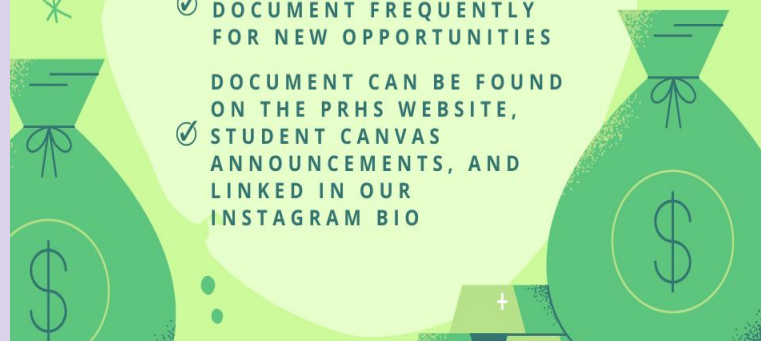 DOCUMENT FREQUENTLY
FOR NEW OPPORTUNITIES
DOCUMENT CAN BE FOUND
ON THE PRHS WEBSITE,
STUDENT CANVAS
ANNOUNCEMENTS, AND
LINKED IN OUR
INSTAGRAM BIO
$
$